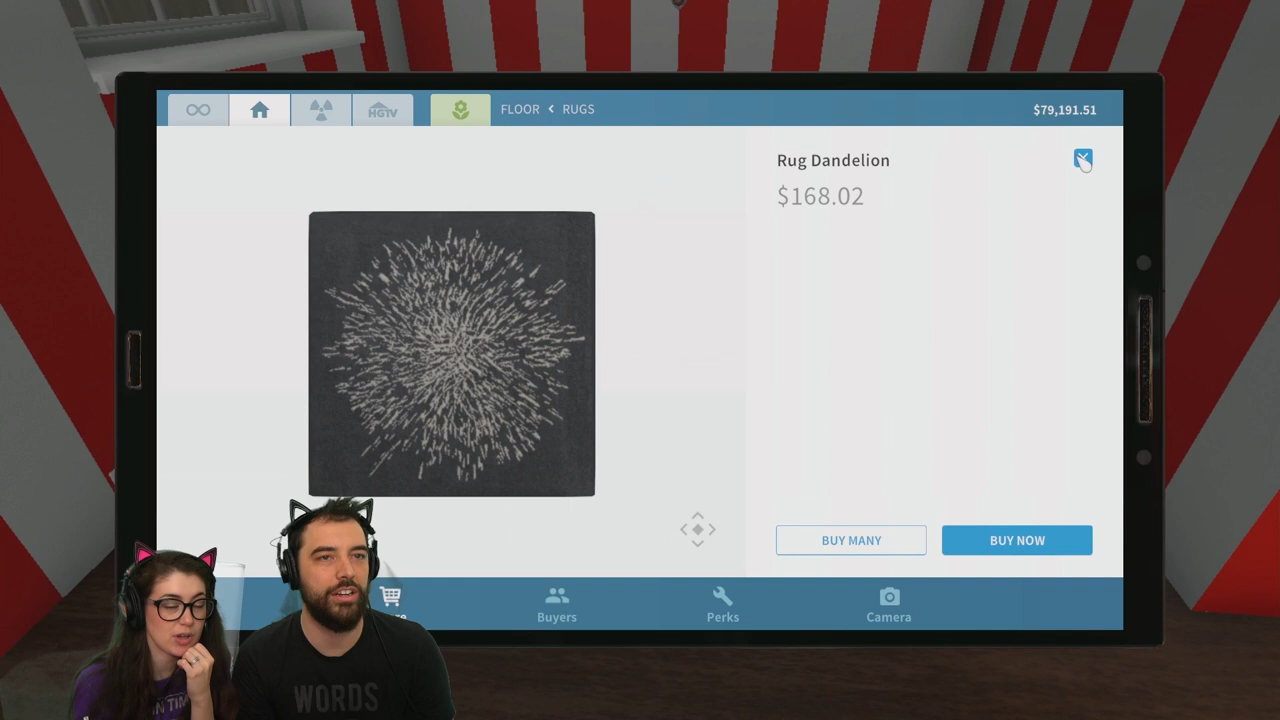 HGTV
FLOOR < RUGS
$79,191.51
Rug Dandelion
$168.02
BUY MANY
BUY NOW
Buyers
Perks
Camera
WORDS